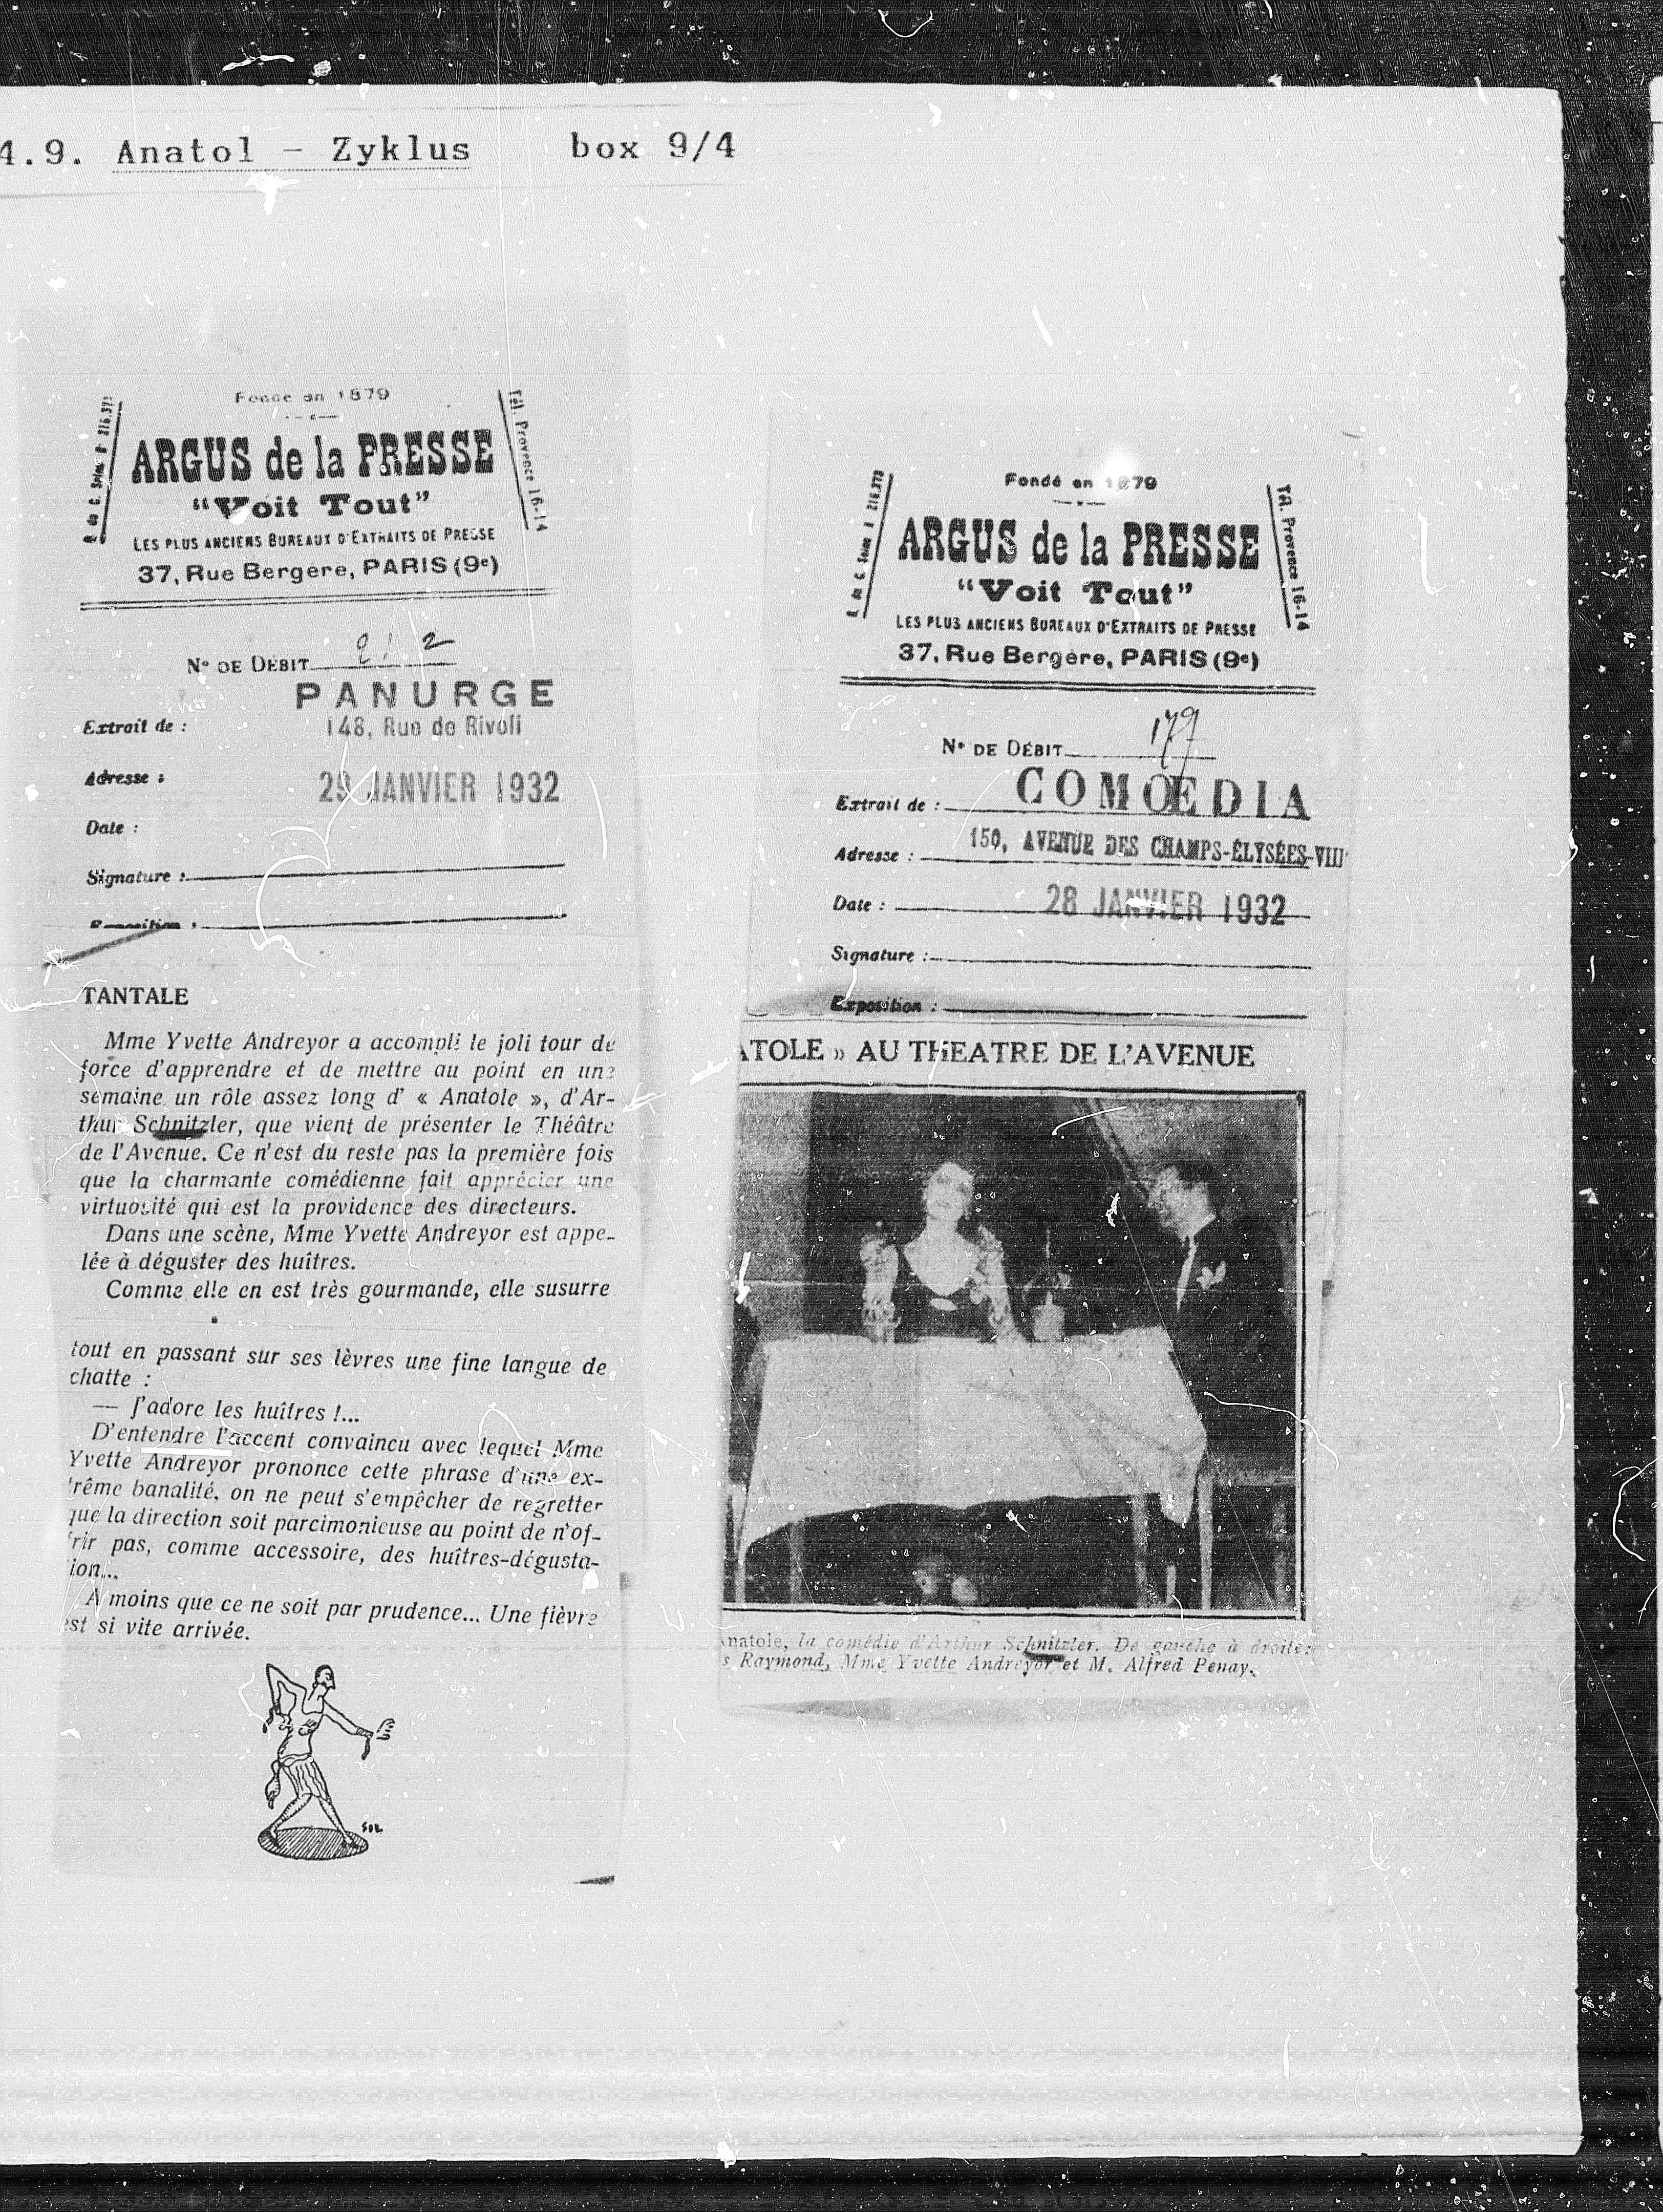 4.9. Anatol - Zyklus box 9/4
Fondé en 1879
ARGUS de la PRESSE
"Voit Tout"
LES PLUS ANCIENS BUREAUX D'EXTRAITS DE PRESSE
37, Rue Bergère, PARIS (9e)
Tél. Provence 16-14
N° DE DÉBIT
PANURGE
Extrait de :
148, Rue de Rivoli
Adresse :
29 JANVIER 1932
Date :
Signature :
Exposition :
TANTALE
Mme Yvette Andreyor a accompli le joli tour de
force d'apprendre et de mettre au point en une
semaine un rôle assez long d' « Anatole », d'Ar-
thur Schnitzler, que vient de présenter le Théâtre
de l'Avenue. Ce n'est du reste pas la première fois
que la charmante comédienne fait apprécier une
virtuosité qui est la providence des directeurs.
Dans une scène, Mme Yvette Andreyor est appe-
lée à déguster des huîtres.
Comme elle en est très gourmande, elle susurre
tout en passant sur ses lèvres une fine langue de
chatte :
— J'adore les huîtres !...
D'entendre l'accent convaincu avec lequel Mme
Yvette Andreyor prononce cette phrase d'une ex-
trême banalité, on ne peut s'empêcher de regretter
que la direction soit parcimonieuse au point de n'of-
frir pas, comme accessoire, des huîtres-dégusta-
tion...
A moins que ce ne soit par prudence... Une fièvre
est si vite arrivée.
SOL
Fondé en 1879
R. du C. Seine B 216.373
ARGUS de la PRESSE
"Voit Tout"
LES PLUS ANCIENS BUREAUX D'EXTRAITS DE PRESSE
37, Rue Bergère, PARIS (9e)
Tél. Provence 16-14
N° DE DÉBIT 179
Extrait de : COMŒDIA
Adresse : 150, AVENUE DES CHAMPS-ÉLYSÉES-VIII
Date : 28 JANVIER 1932
Signature :
Exposition :
ATOLE » AU THEATRE DE L'AVENUE
natole, la comédie d'Arthur Schnitzler. De gauche à droite:
s Raymond, Mme Yvette Andreyor et M. Alfred Penay.